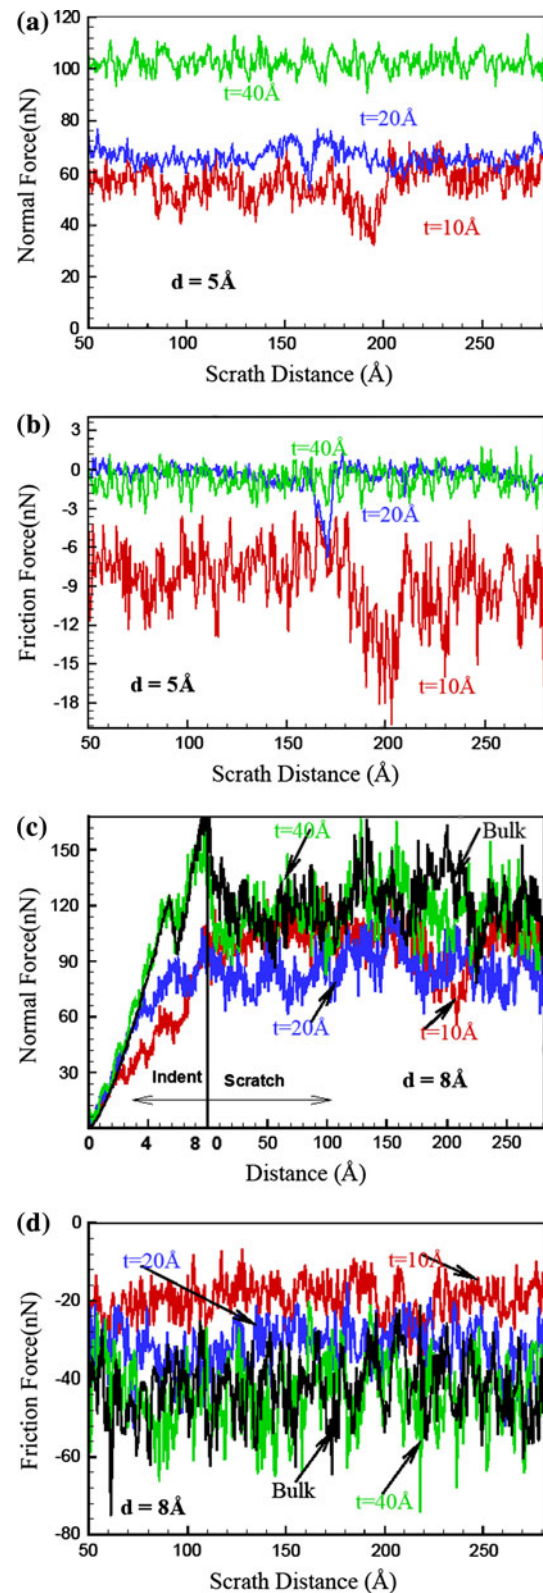 (a)
120
100
80
60
40
20
0
Normal Force(nN)
t=40Å
t=20Å
t=10Å
d = 5Å
50 100 150 200 250
Scrath Distance (Å)
(b)
3
0
-3
-6
-9
-12
-15
-18
Friction Force(nN)
t=40Å
t=20Å
t=10Å
d = 5Å
50 100 150 200 250
Scrath Distance (Å)
(c)
150
120
90
60
30
Normal Force(nN)
t=40Å
Bulk
t=20Å
t=10Å
Indent Scratch
d = 8Å
0 4 8 0 50 100 150 200 250
Distance (Å)
(d)
0
-20
-40
-60
-80
Friction Force(nN)
t=20Å
t=10Å
Bulk
t=40Å
d = 8Å
50 100 150 200 250
Scrath Distance (Å)